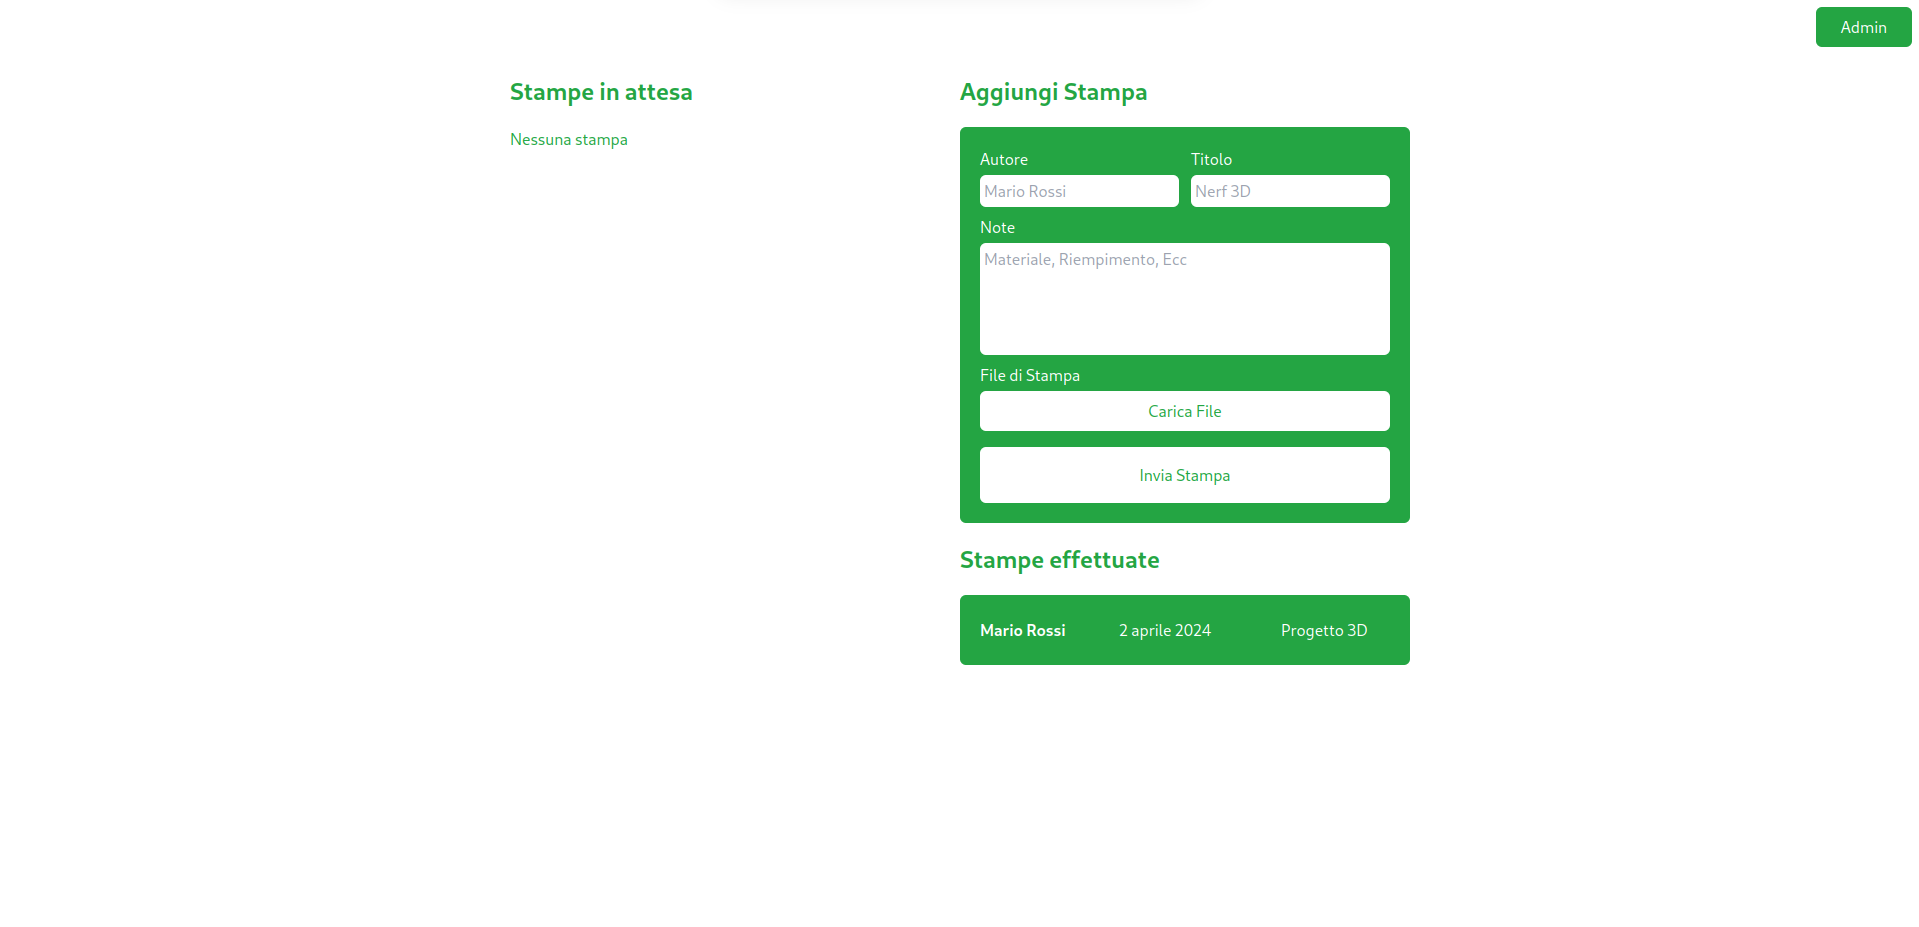 Admin
Stampe in attesa
Nessuna stampa
Aggiungi Stampa
Autore
Titolo
Mario Rossi
Nerf 3D
Note
Materiale, Riempimento, Ecc
File di Stampa
Carica File
Invia Stampa
Stampe effettuate
Mario Rossi 2 aprile 2024 Progetto 3D